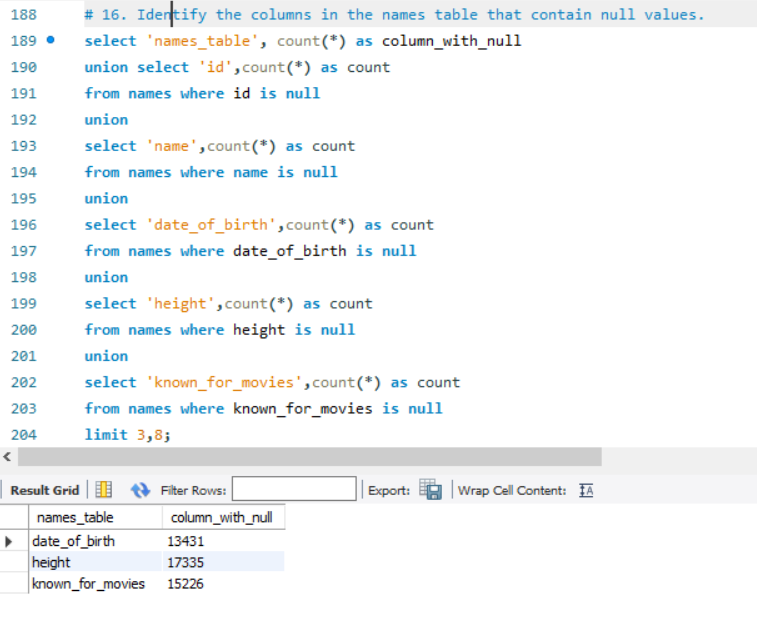 188 # 16. Identify the columns in the names table that contain null values.
189 select 'names_table', count(*) as column_with_null
190 union select 'id',count(*) as count
191 from names where id is null
192 union
193 select 'name',count(*) as count
194 from names where name is null
195 union
196 select 'date_of_birth',count(*) as count
197 from names where date_of_birth is null
198 union
199 select 'height',count(*) as count
200 from names where height is null
201 union
202 select 'known_for_movies',count(*) as count
203 from names where known_for_movies is null
204 limit 3,8;
Result Grid Filter Rows: Export: Wrap Cell Content: IA
names_table column_with_null
date_of_birth 13431
height 17335
known_for_movies 15226